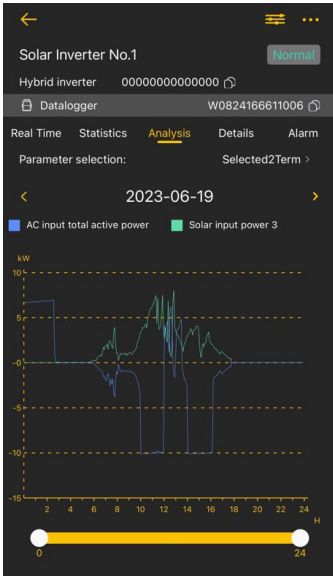 Solar Inverter No.1
Normal
Hybrid inverter 00000000000000
Datalogger W0824166611006
Real Time Statistics Analysis Details Alarm
Parameter selection: Selected2Term >
< 2023-06-19 >
AC input total active power Solar input power 3
kW
10
5
-0
-5
-10
-15
2 4 6 8 10 12 14 16 18 20 22 24
H
0 24